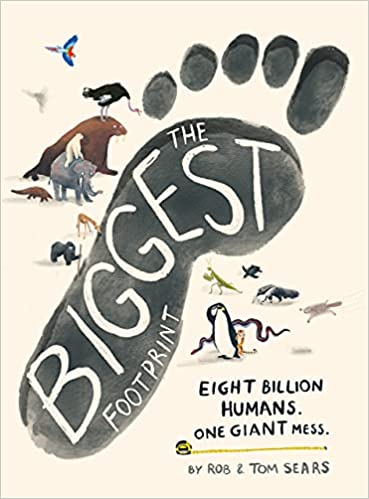 THE
BIGGEST
FOOTPRINT
EIGHT BILLION
HUMANS.
ONE GIANT MESS.
BY ROB & TOM SEARS